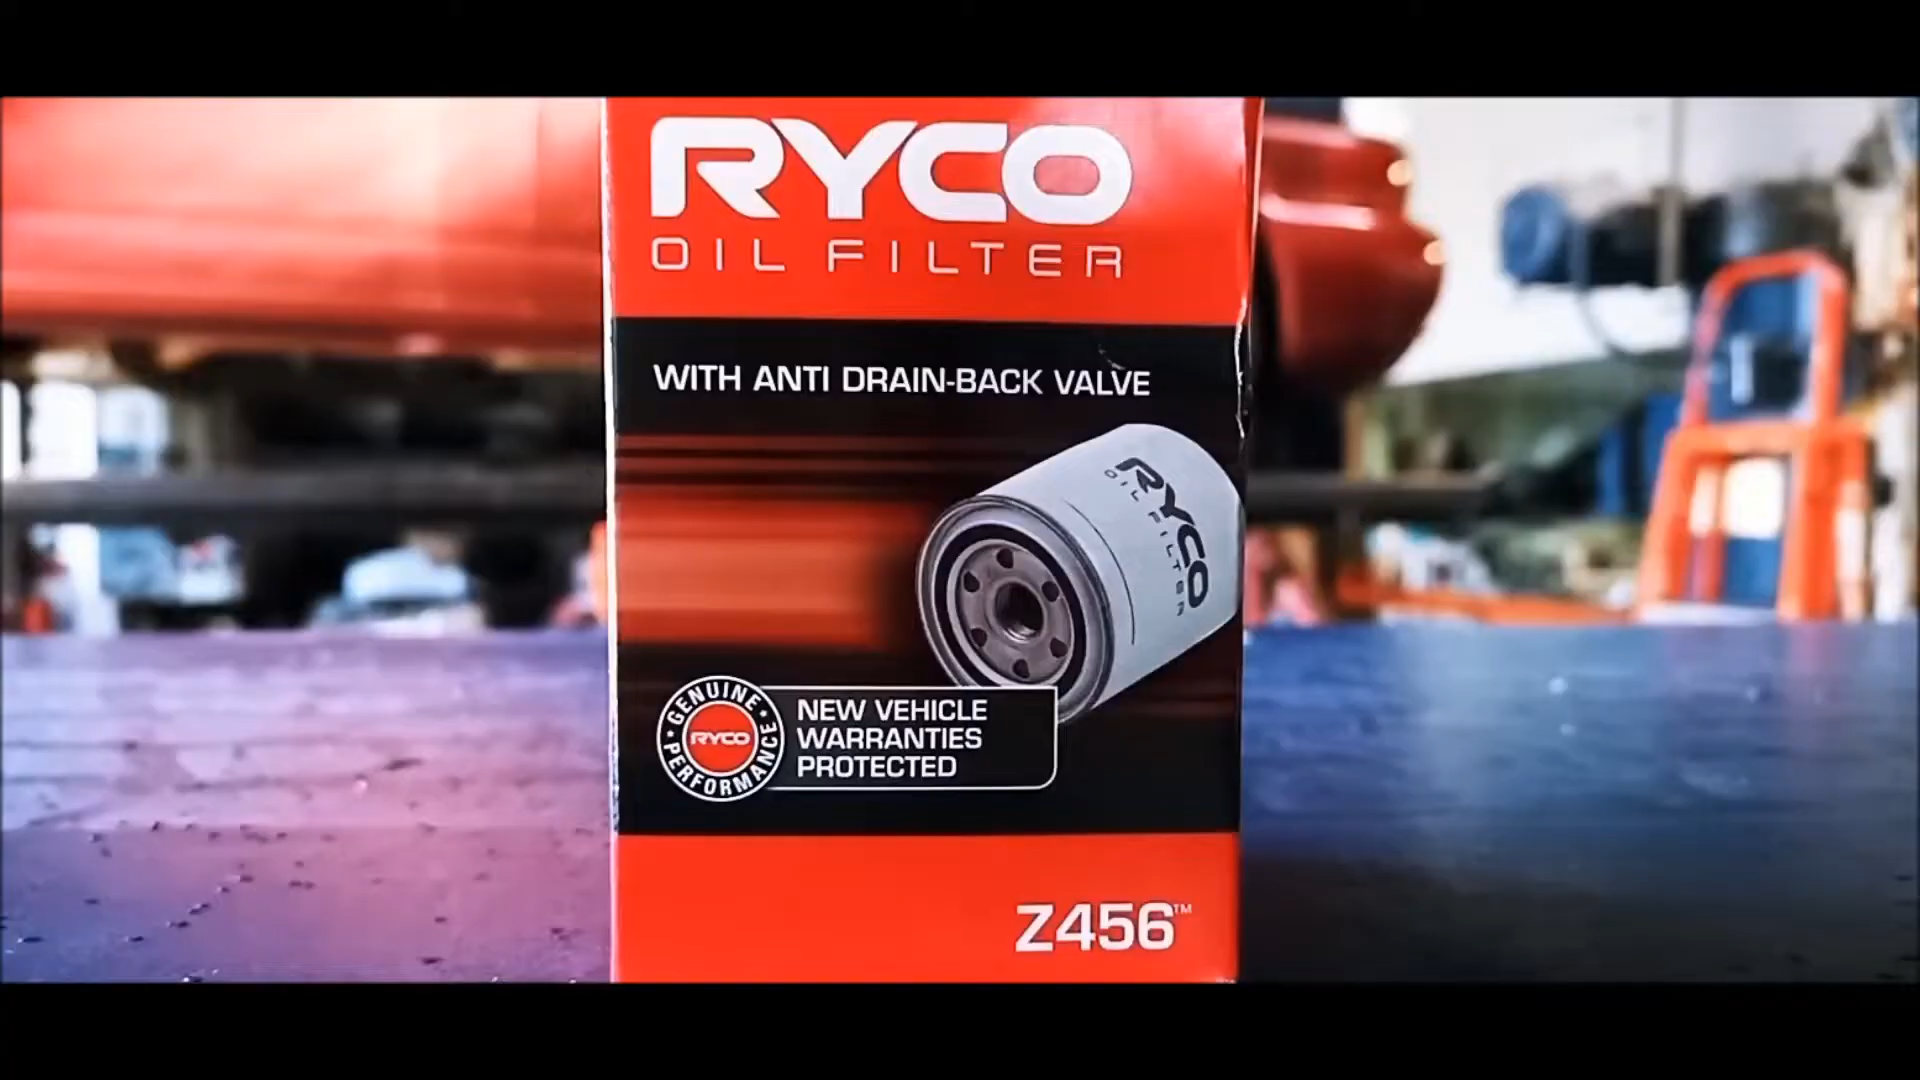 RYCO
OIL FILTER
WITH ANTI DRAIN-BACK VALVE
RYCO
OIL FILTER
GENUINE
RYCO
PERFORMANCE
NEW VEHICLE
WARRANTIES
PROTECTED
Z456™